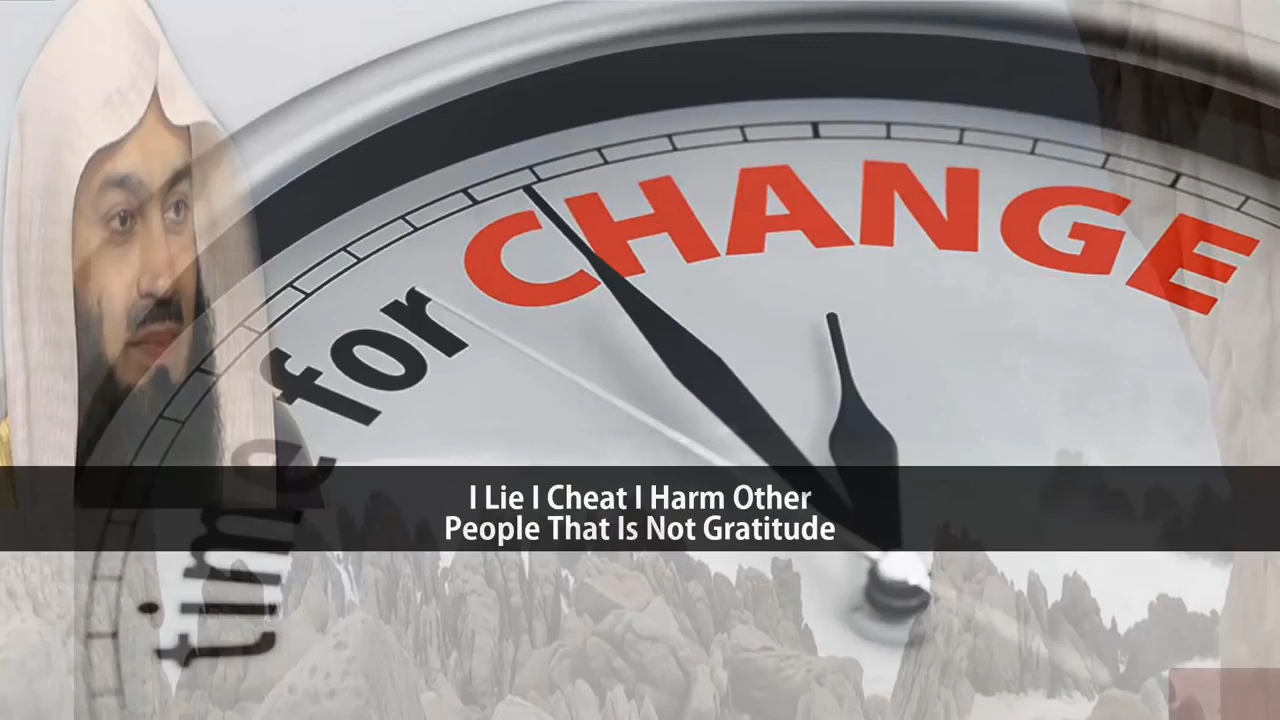 time for CHANGE
I Lie I Cheat I Harm Other
People That Is Not Gratitude